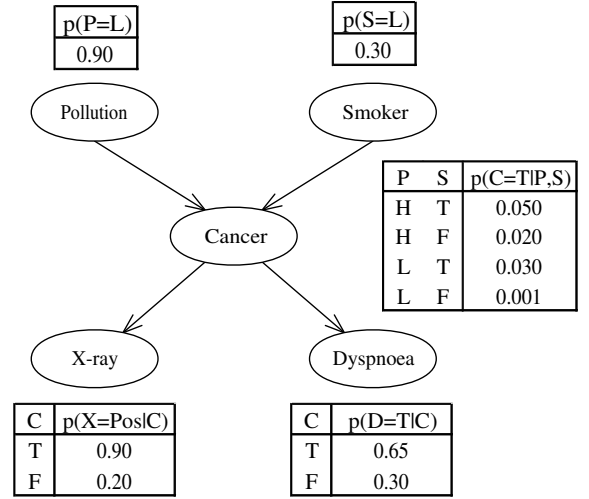 p(P=L)
0.90
p(S=L)
0.30
Pollution
Smoker
P S p(C=T|P,S)
H T 0.050
H F 0.020
L T 0.030
L F 0.001
Cancer
X-ray
Dyspnoea
C p(X=Pos|C)
T 0.90
F 0.20
C p(D=T|C)
T 0.65
F 0.30